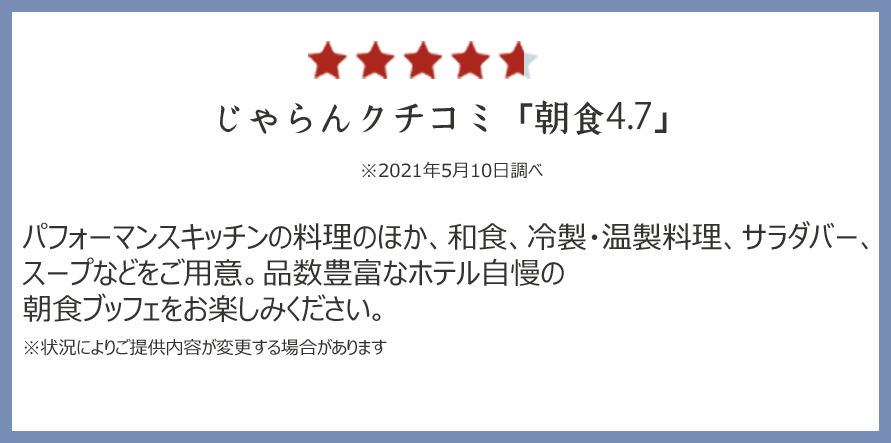 じゃらんクチコミ「朝食4.7」
※2021年5月10日調べ
パフォーマンスキッチンの料理のほか、和食、冷製・温製料理、サラダバー、
スープなどをご用意。品数豊富なホテル自慢の
朝食ブッフェをお楽しみください。
※状況によりご提供内容が変更する場合があります